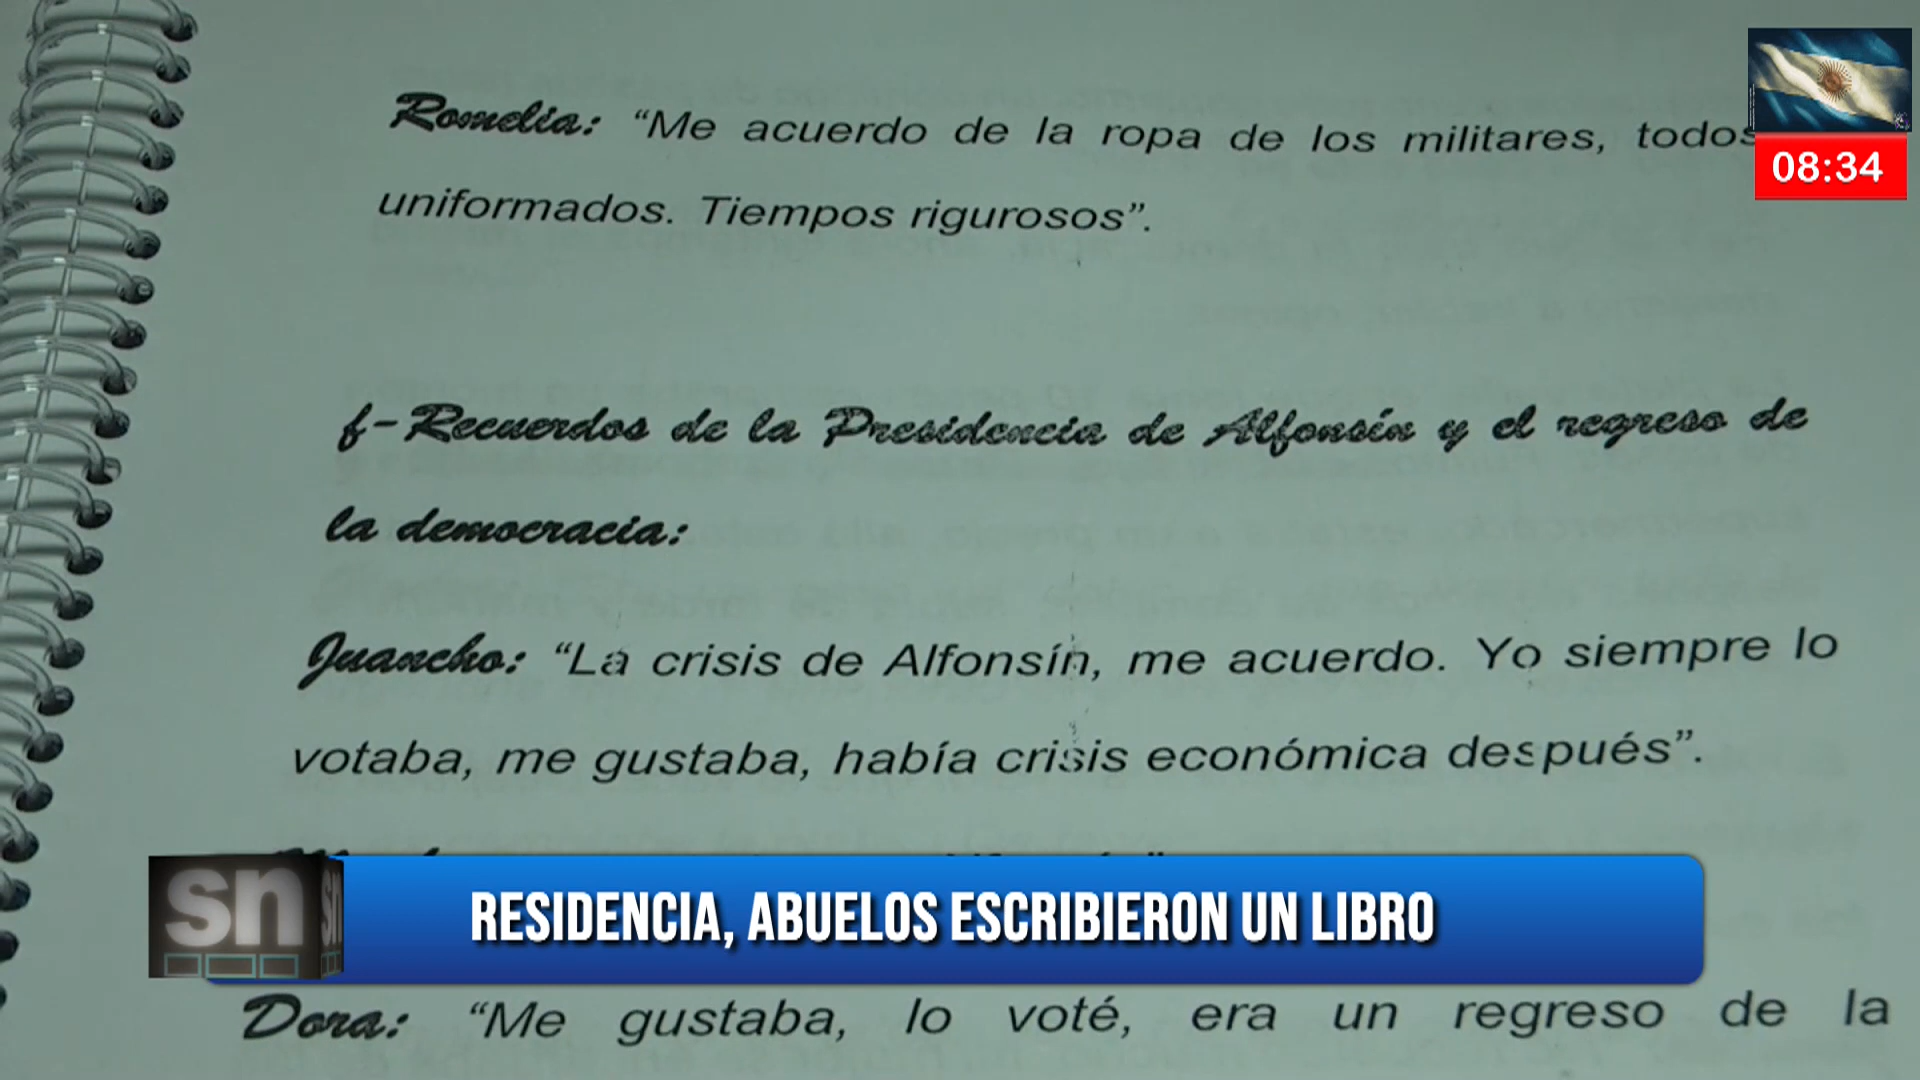 Romelia: “Me acuerdo de la ropa de los militares, todos
08:34
uniformados. Tiempos rigurosos”.
f-Recuerdos de la Presidencia de Alfonsín y el regreso de
la democracia:
Juancho: “La crisis de Alfonsín, me acuerdo. Yo siempre lo
votaba, me gustaba, había crisis económica después”.
sn
RESIDENCIA, ABUELOS ESCRIBIERON UN LIBRO
Dora: “Me gustaba, lo voté, era un regreso de la